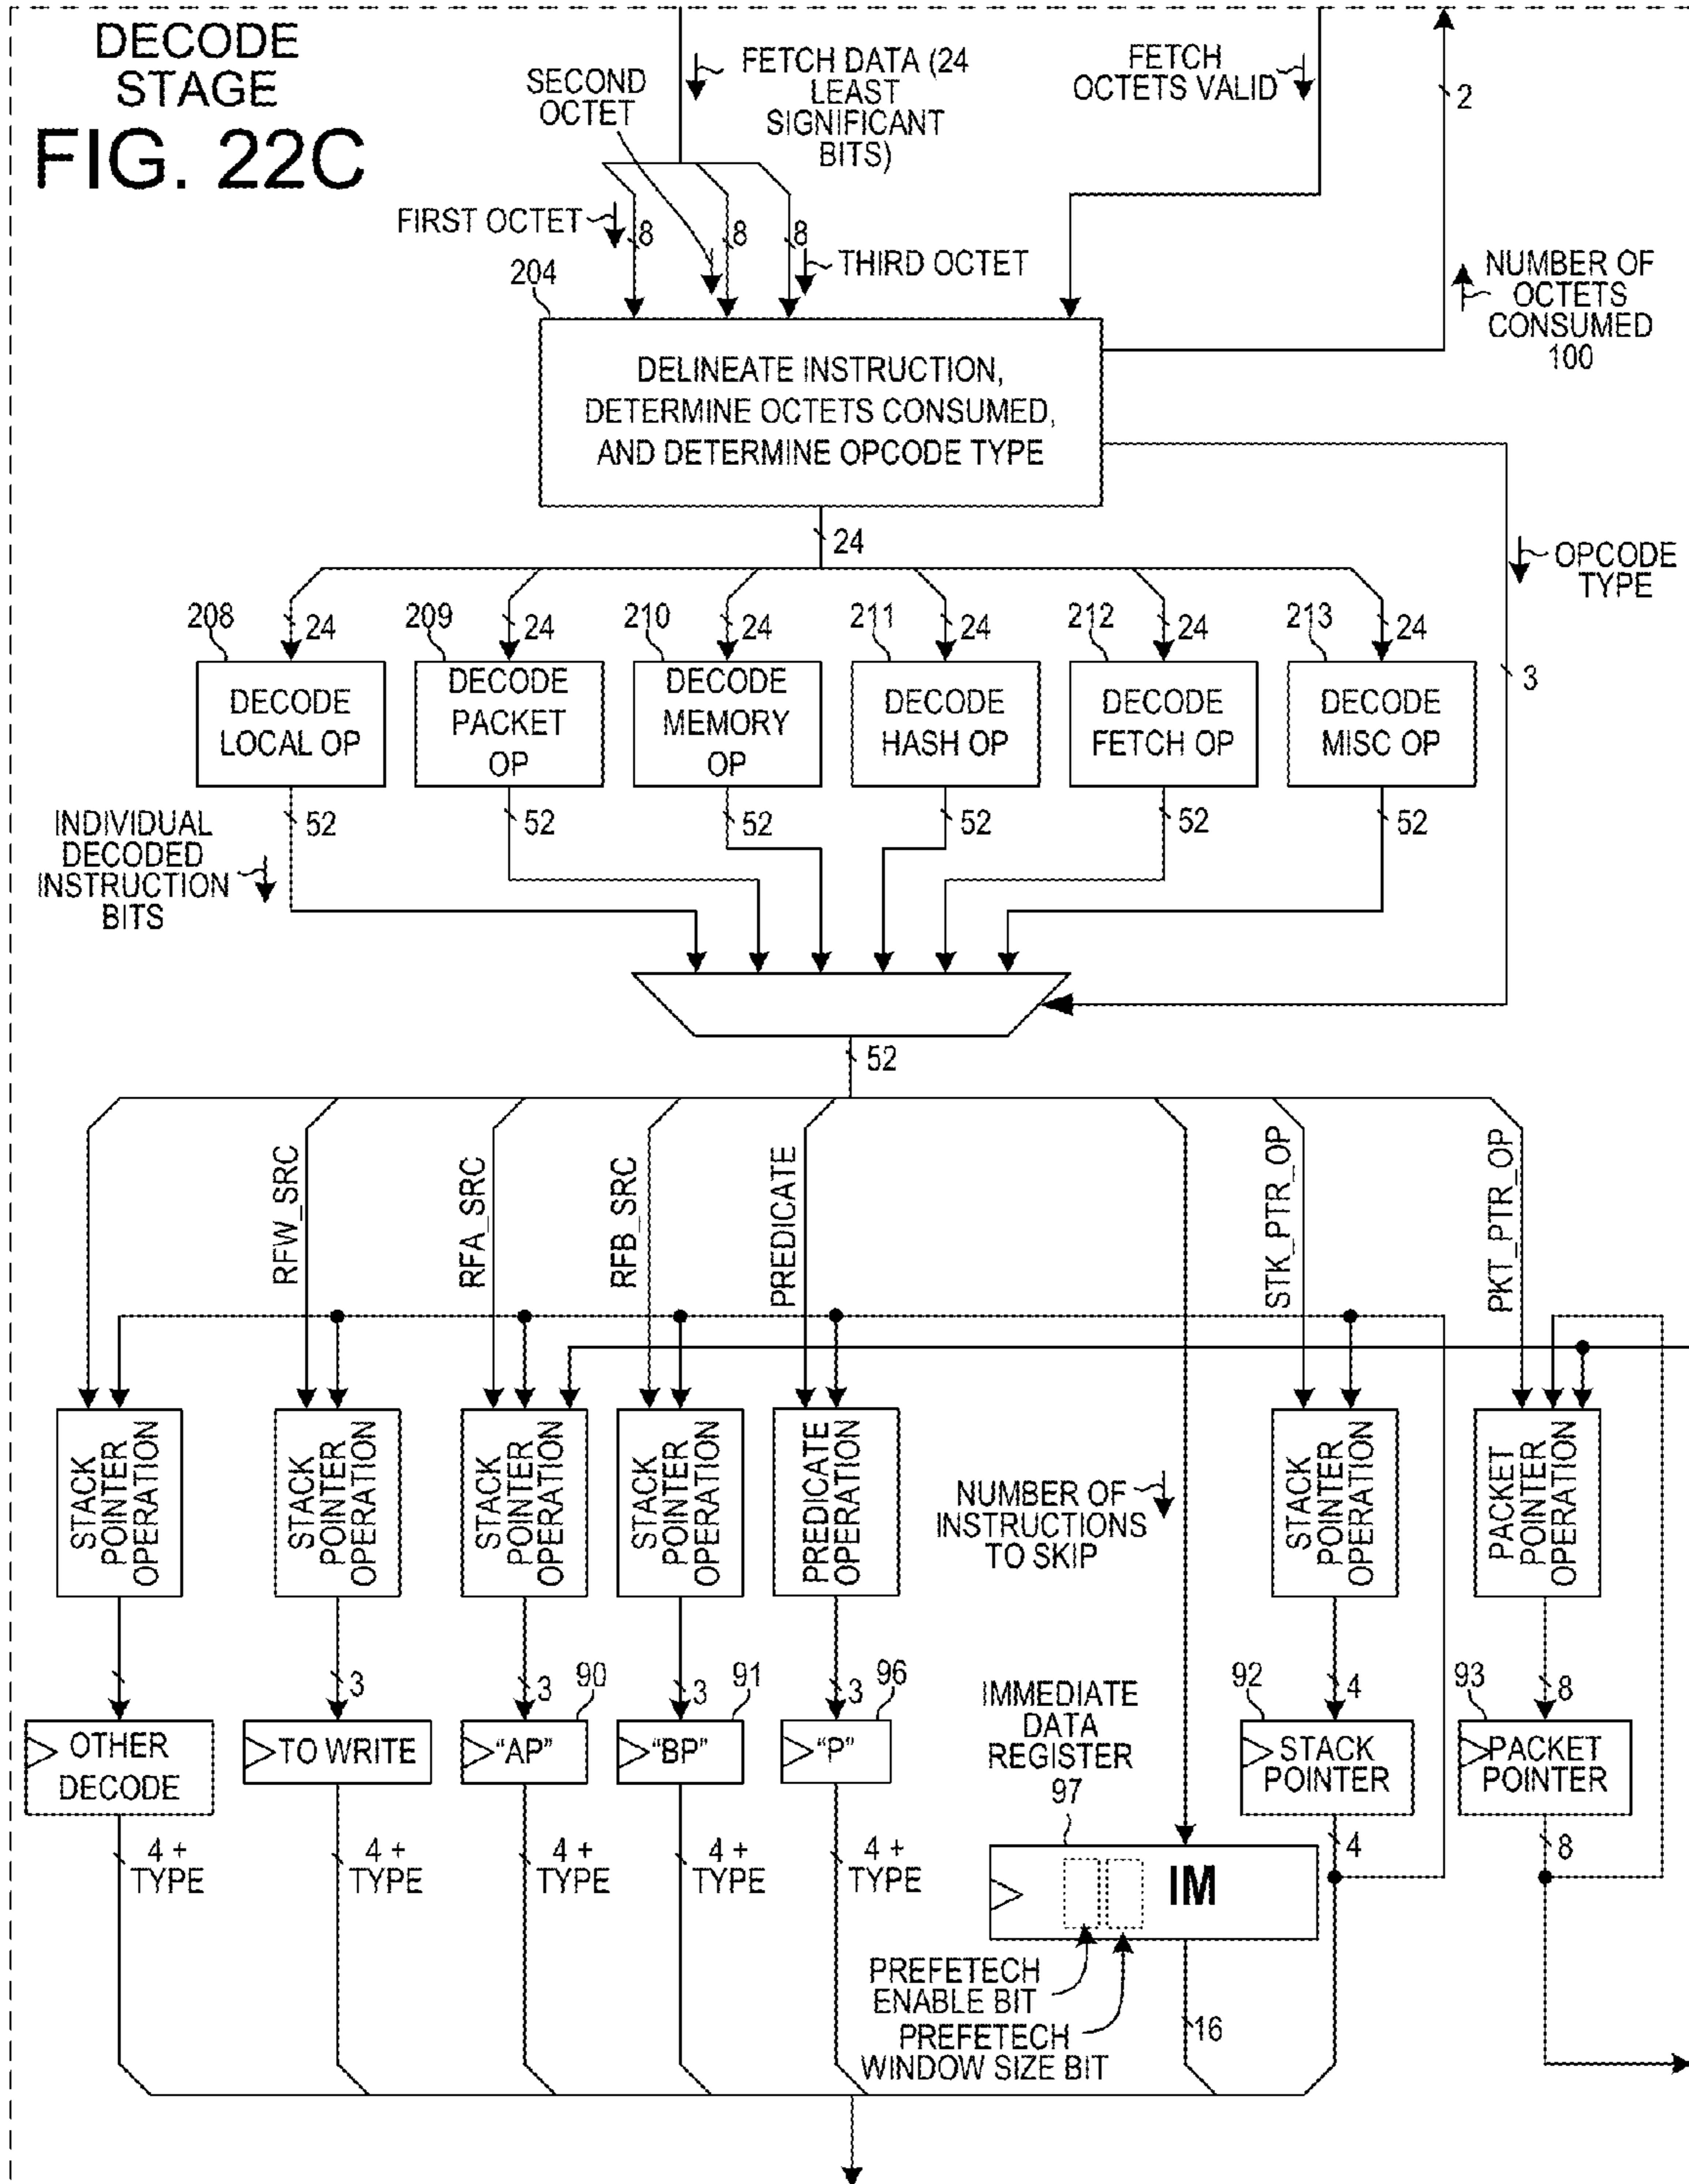 DECODE
STAGE
FIG. 22C
FETCH DATA (24
LEAST
SIGNIFICANT
BITS)
SECOND
OCTET
FETCH
OCTETS VALID
2
FIRST OCTET
8
8
8
THIRD OCTET
NUMBER OF
OCTETS
CONSUMED
100
204
DELINEATE INSTRUCTION,
DETERMINE OCTETS CONSUMED,
AND DETERMINE OPCODE TYPE
24
OPCODE
TYPE
3
208
24
209
24
210
24
211
24
212
24
213
24
DECODE
LOCAL OP
DECODE
PACKET
OP
DECODE
MEMORY
OP
DECODE
HASH OP
DECODE
FETCH OP
DECODE
MISC OP
52
52
52
52
52
52
INDIVIDUAL
DECODED
INSTRUCTION
BITS
52
RFW_SRC
RFA_SRC
RFB_SRC
PREDICATE
STK_PTR_OP
PKT_PTR_OP
STACK
POINTER
OPERATION
STACK
POINTER
OPERATION
STACK
POINTER
OPERATION
STACK
POINTER
OPERATION
PREDICATE
OPERATION
NUMBER OF
INSTRUCTIONS
TO SKIP
STACK
POINTER
OPERATION
PACKET
POINTER
OPERATION
3
3
90
3
91
3
96
4
92
8
93
OTHER
DECODE
TO WRITE
"AP"
"BP"
"P"
IMMEDIATE
DATA
REGISTER
97
STACK
POINTER
PACKET
POINTER
4 +
TYPE
4 +
TYPE
4 +
TYPE
4 +
TYPE
4 +
TYPE
4
8
IM
PREFETECH
ENABLE BIT
PREFETECH
WINDOW SIZE BIT
16